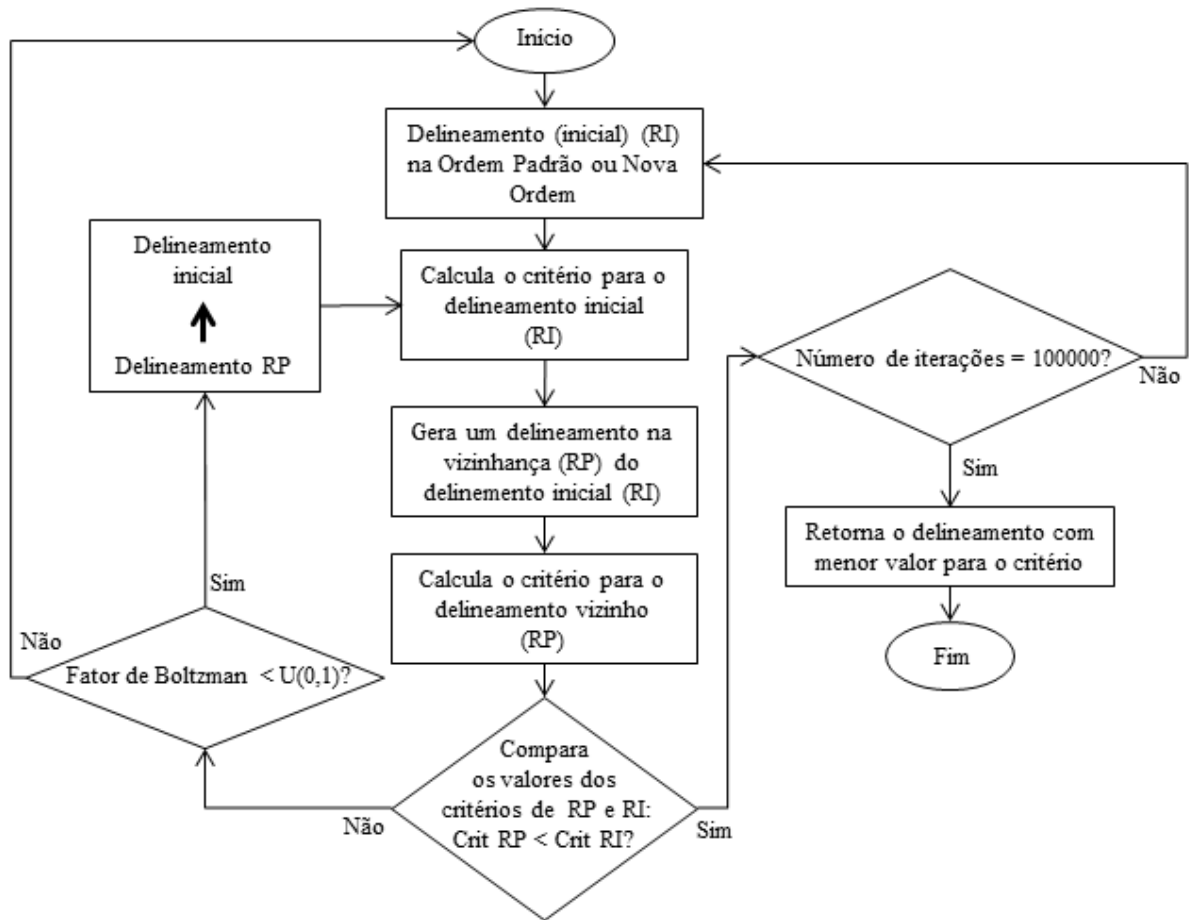 Início
Delineamento (inicial) (RI)
na Ordem Padrão ou Nova
Ordem
Delineamento
inicial
Delineamento RP
Calcula o critério para o
delineamento inicial
(RI)
Número de iterações = 100000?
Não
Gera um delineamento na
vizinhança (RP) do
delinemento inicial (RI)
Sim
Retorna o delineamento com
menor valor para o critério
Calcula o critério para o
delineamento vizinho
(RP)
Sim
Não
Fator de Boltzman < U(0,1)?
Fim
Compara
os valores dos
critérios de RP e RI:
Crit RP < Crit RI?
Não
Sim